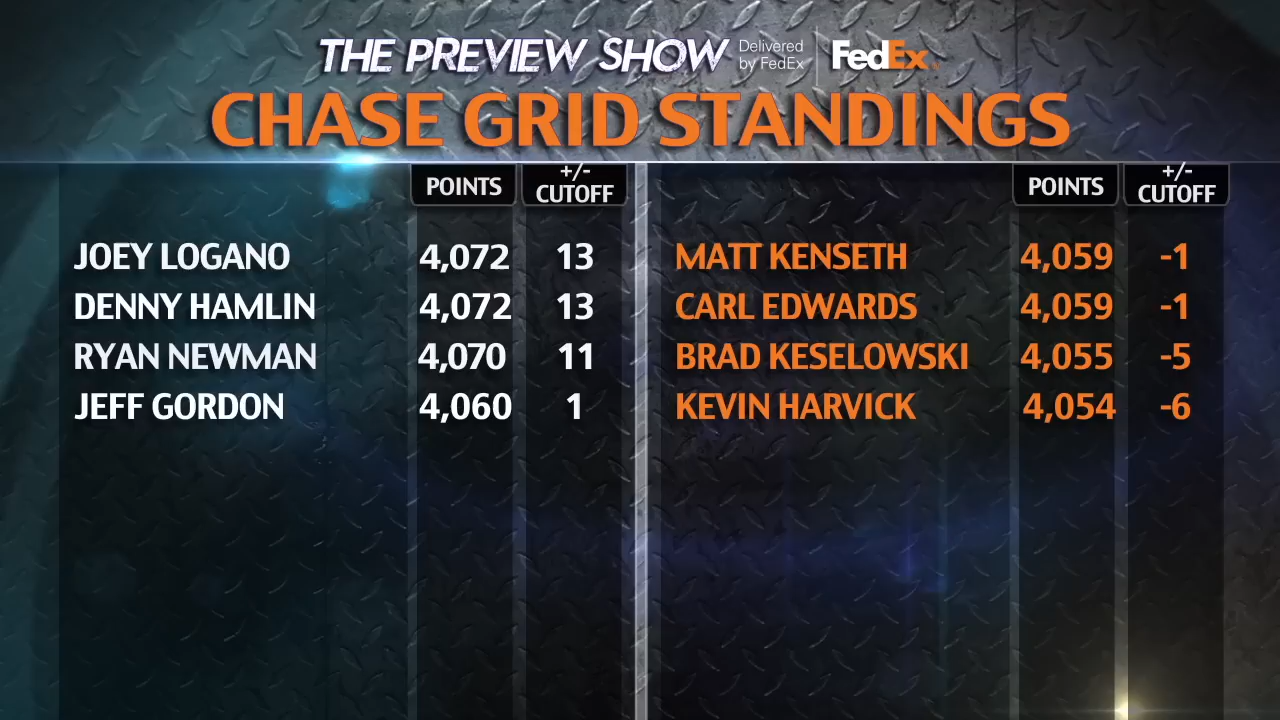 THE PREVIEW SHOW Delivered by FedEx FedEx
CHASE GRID STANDINGS
POINTS +/- CUTOFF POINTS +/- CUTOFF
JOEY LOGANO 4,072 13 MATT KENSETH 4,059 -1
DENNY HAMLIN 4,072 13 CARL EDWARDS 4,059 -1
RYAN NEWMAN 4,070 11 BRAD KESELOWSKI 4,055 -5
JEFF GORDON 4,060 1 KEVIN HARVICK 4,054 -6